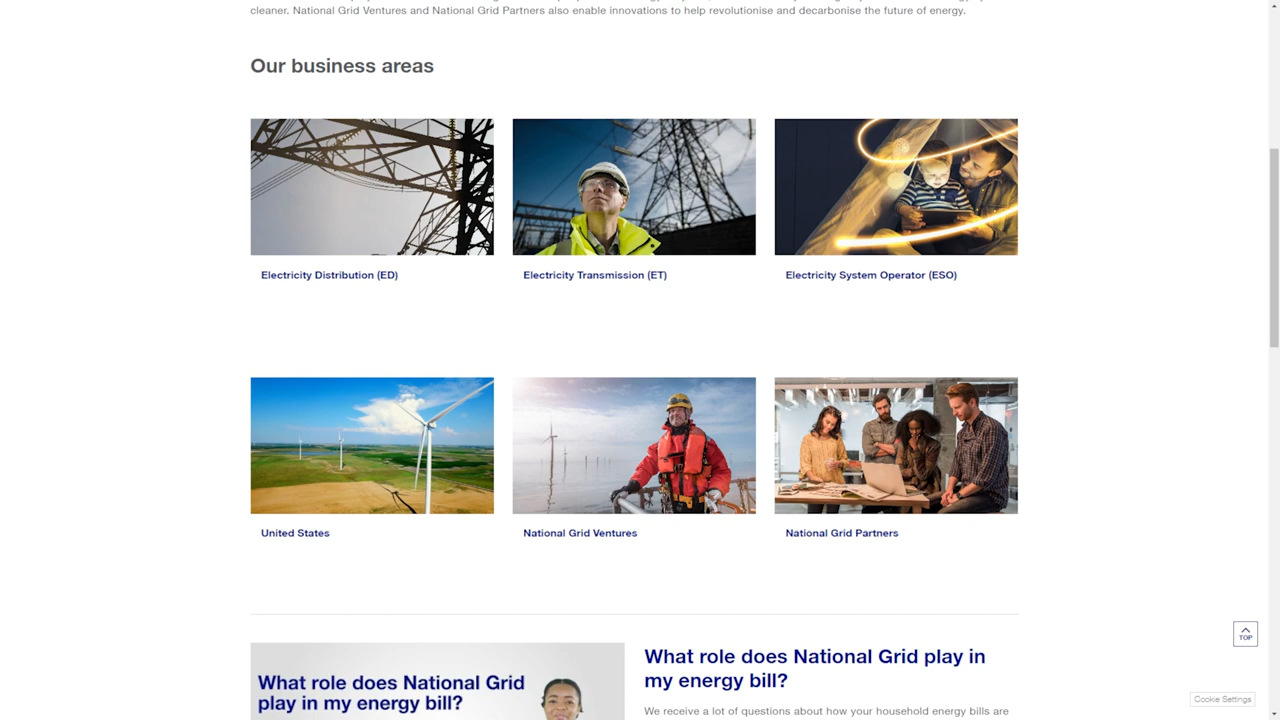 cleaner. National Grid Ventures and National Grid Partners also enable innovations to help revolutionise and decarbonise the future of energy.
Our business areas
Electricity Distribution (ED)
Electricity Transmission (ET)
Electricity System Operator (ESO)
United States
National Grid Ventures
National Grid Partners
What role does National Grid
play in my energy bill?
What role does National Grid play in
my energy bill?
We receive a lot of questions about how your household energy bills are
TOP
Cookie Settings